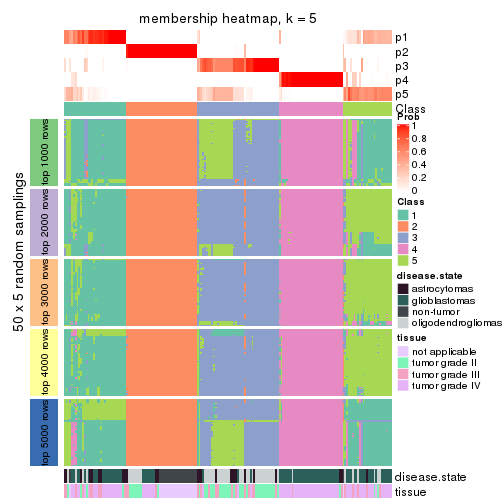 membership heatmap, k = 5
p1
p2
p3
p4
p5
Class
50 x 5 random samplings
top 1000 rows
top 2000 rows
top 3000 rows
top 4000 rows
top 5000 rows
disease.state
tissue
Prob
1
0.8
0.6
0.4
0.2
0
Class
1
2
3
4
5
disease.state
astrocytomas
glioblastomas
non-tumor
oligodendrogliomas
tissue
not applicable
tumor grade II
tumor grade III
tumor grade IV